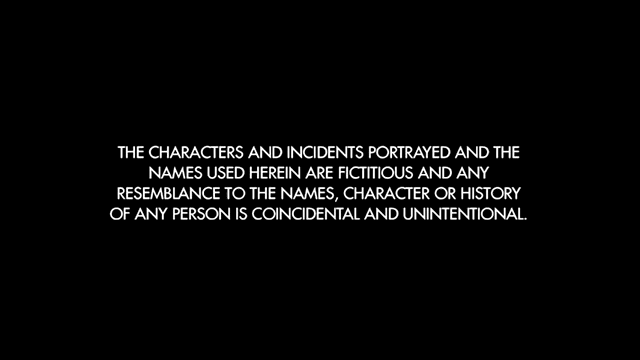 THE CHARACTERS AND INCIDENTS PORTRAYED AND THE
NAMES USED HEREIN ARE FICTITIOUS AND ANY
RESEMBLANCE TO THE NAMES, CHARACTER OR HISTORY
OF ANY PERSON IS COINCIDENTAL AND UNINTENTIONAL.